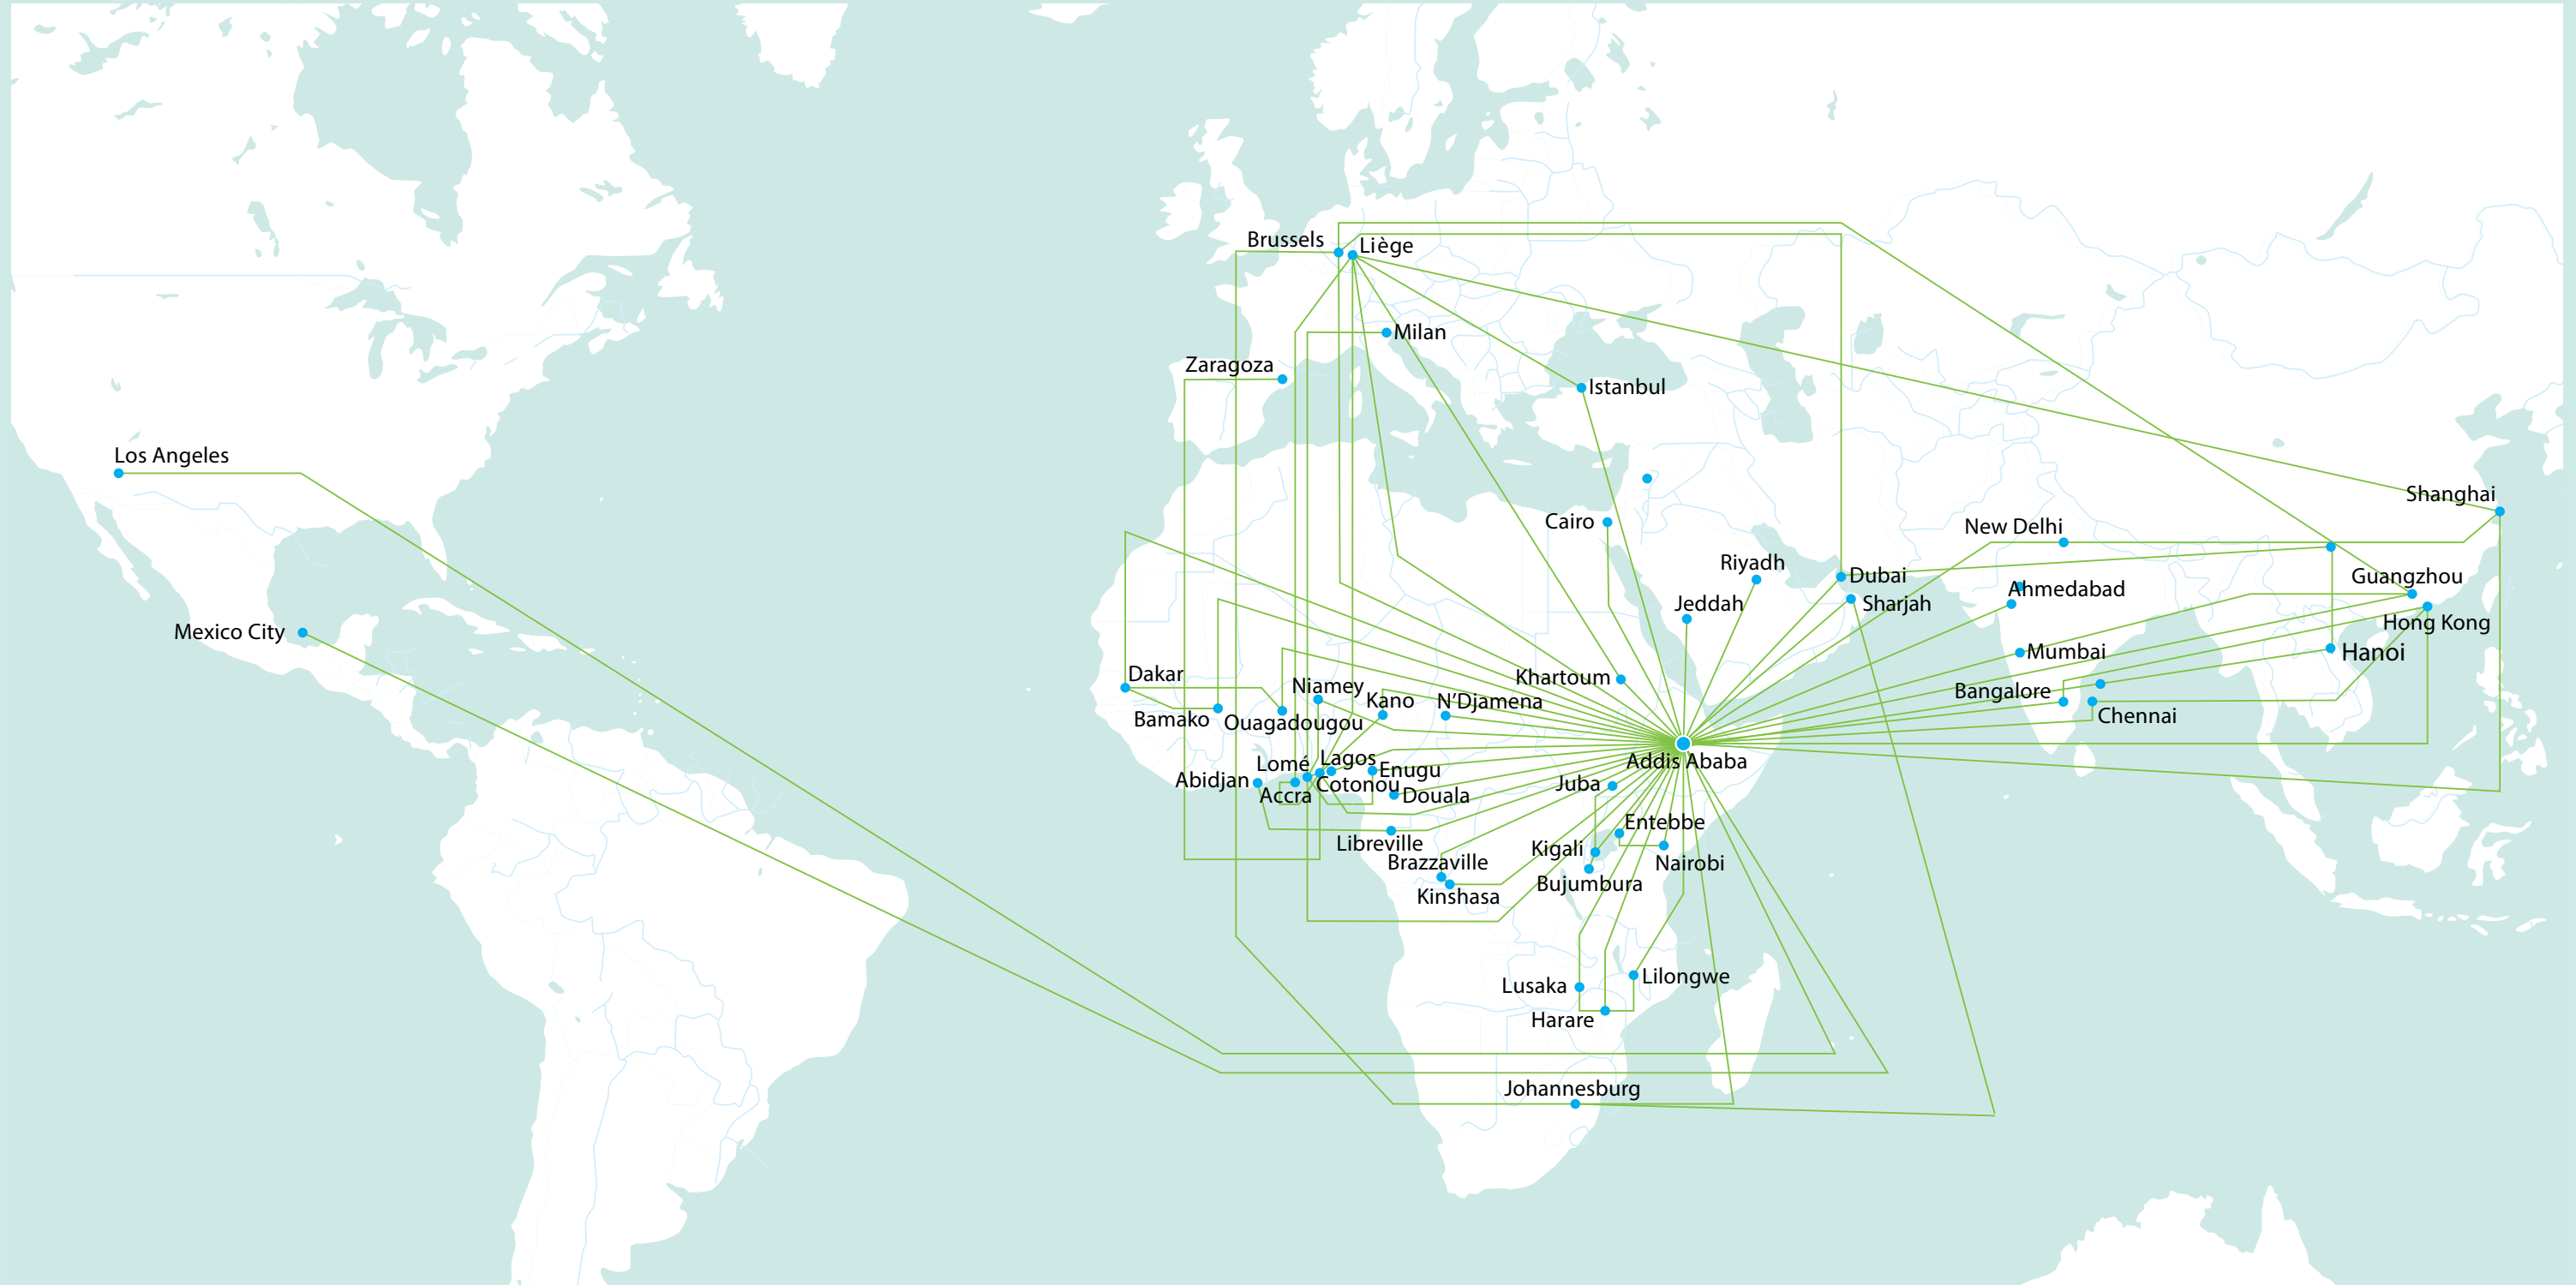 Brussels
Liège
Milan
Zaragoza
Istanbul
Los Angeles
Shanghai
Cairo
New Delhi
Riyadh
Dubai
Guangzhou
Ahmedabad
Jeddah
Sharjah
Hong Kong
Mexico City
Mumbai
Hanoi
Dakar
Khartoum
Niamey
Kano
N'Djamena
Bangalore
Bamako
Ouagadougou
Chennai
Lomé
Lagos
Addis Ababa
Enugu
Abidjan
Cotonou
Juba
Accra
Douala
Entebbe
Libreville
Kigali
Brazzaville
Nairobi
Bujumbura
Kinshasa
Lilongwe
Lusaka
Harare
Johannesburg